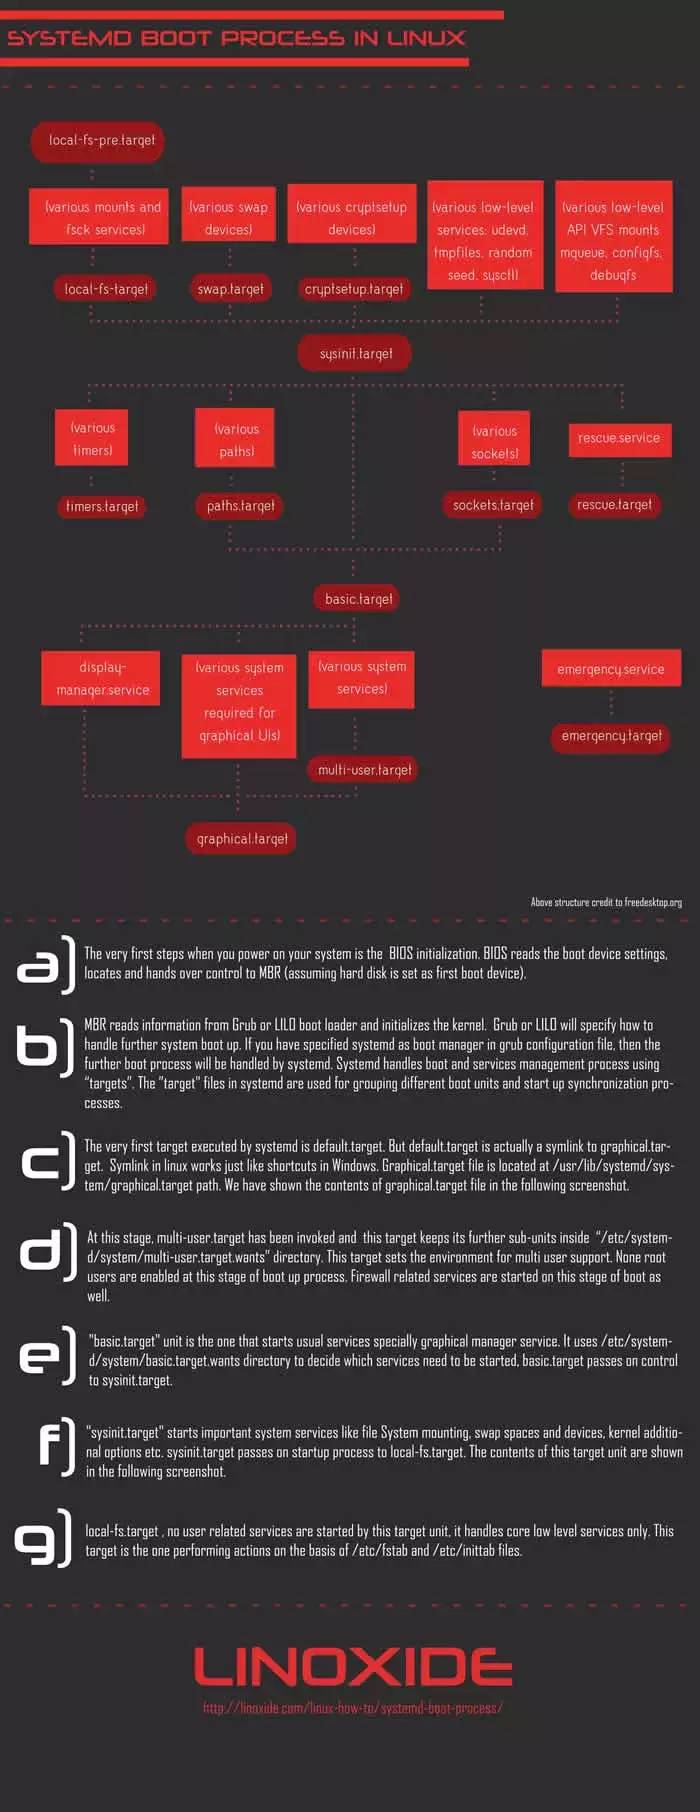 SYSTEMD BOOT PROCESS IN LINUX
local-fs-pre.target
(various mounts and
fsck services)
(various swap
devices)
(various cryptsetup
devices)
(various low-level
services: udevd,
tmpfiles, random
seed, sysctl)
(various low-level
API VFS mounts
mqueue, configfs,
debugfs
local-fs-target
swap.target
cryptsetup.target
sysinit.target
(various
timers)
(various
paths)
(various
sockets)
rescue.service
timers.target
paths.target
sockets.target
rescue.target
basic.target
display-
manager.service
(various system
services
required for
graphical UIs)
(various system
services)
emergency.service
multi-user.target
emergency.target
graphical.target
Above structure credit to freedesktop.org
a)
The very first steps when you power on your system is the BIOS initialization. BIOS reads the boot device settings,
locates and hands over control to MBR (assuming hard disk is set as first boot device).
b)
MBR reads information from Grub or LILO boot loader and initializes the kernel. Grub or LILO will specify how to
handle further system boot up. If you have specified systemd as boot manager in grub configuration file, then the
further boot process will be handled by systemd. Systemd handles boot and services management process using
"targets". The "target" files in systemd are used for grouping different boot units and start up synchronization pro-
cesses.
c)
The very first target executed by systemd is default.target. But default.target is actually a symlink to graphical.tar-
get. Symlink in linux works just like shortcuts in Windows. Graphical.target file is located at /usr/lib/systemd/sys-
tem/graphical.target path. We have shown the contents of graphical.target file in the following screenshot.
d)
At this stage, multi-user.target has been invoked and this target keeps its further sub-units inside "/etc/system-
d/system/multi-user.target.wants" directory. This target sets the environment for multi user support. None root
users are enabled at this stage of boot up process. Firewall related services are started on this stage of boot as
well.
e)
"basic.target" unit is the one that starts usual services specially graphical manager service. It uses /etc/system-
d/system/basic.target.wants directory to decide which services need to be started, basic.target passes on control
to sysinit.target.
f)
"sysinit.target" starts important system services like file System mounting, swap spaces and devices, kernel additio-
nal options etc. sysinit.target passes on startup process to local-fs.target. The contents of this target unit are shown
in the following screenshot.
g)
local-fs.target , no user related services are started by this target unit, it handles core low level services only. This
target is the one performing actions on the basis of /etc/fstab and /etc/inittab files.
LINOXIDE
http://linoxide.com/linux-how-to/systemd-boot-process/